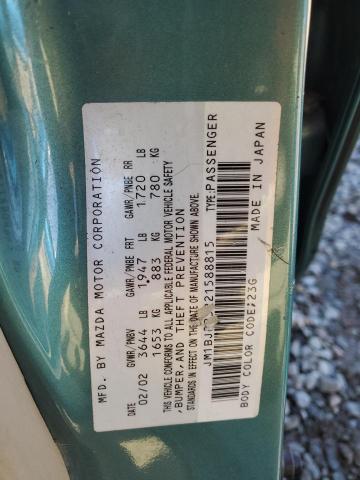 MFD. BY MAZDA MOTOR CORPORATION
GVWR/PNBV GAWR/PNBE FRT GAWR/PNBE RR
DATE LB LB LB
02/02 3644 1947 1.720
KG KG
1653 883 780
THIS VEHICLE CONFORMS TO ALL APPLICABLE FEDERAL MOTOR VEHICLE SAFETY
,BUMPER,AND THEFT PREVENTION
STANDARDS IN EFFECT ON THE DATE OF MANUFACTURE SHOWN ABOVE.
21588815 TYPE:PASSENGER
BODY COLOR CODE: 23G MADE IN JAPAN